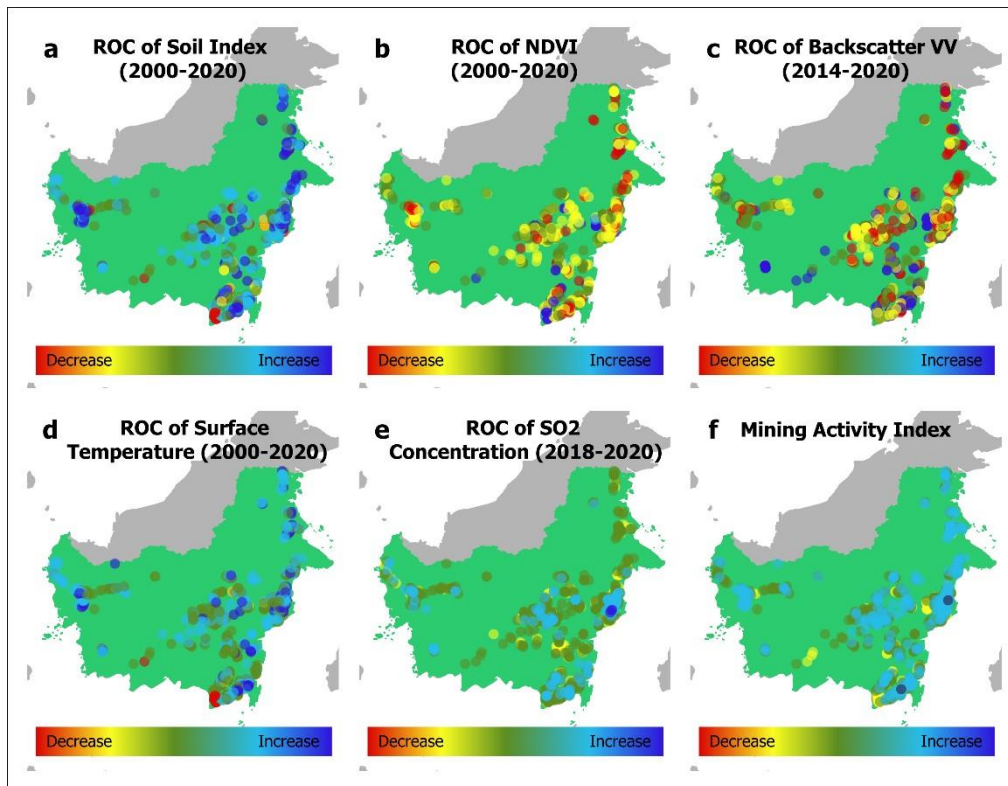 a ROC of Soil Index
(2000-2020)
b ROC of NDVI
(2000-2020)
c ROC of Backscatter VV
(2014-2020)
Decrease Increase
Decrease Increase
Decrease Increase
d ROC of Surface
Temperature (2000-2020)
e ROC of SO2
Concentration (2018-2020)
f Mining Activity Index
Decrease Increase
Decrease Increase
Decrease Increase